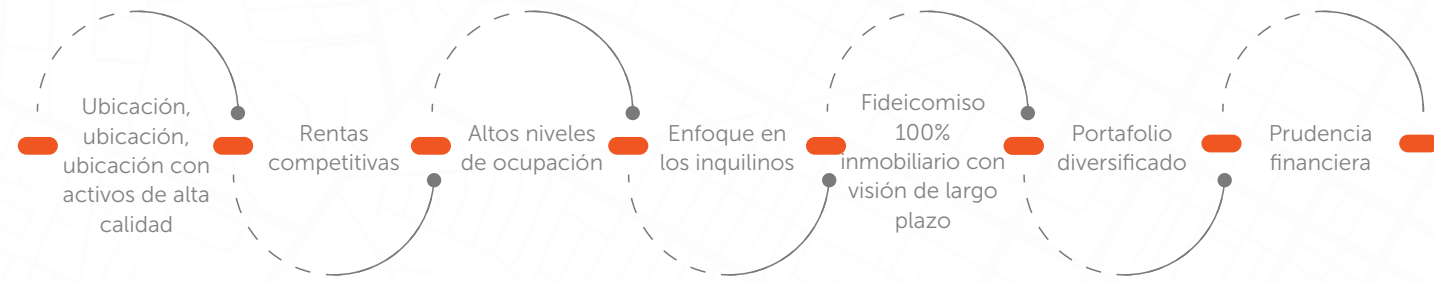 Ubicación,
ubicación,
ubicación con
activos de alta
calidad
Rentas
competitivas
Altos niveles
de ocupación
Enfoque en
los inquilinos
Fideicomiso
100%
inmobiliario con
visión de largo
plazo
Portafolio
diversificado
Prudencia
financiera